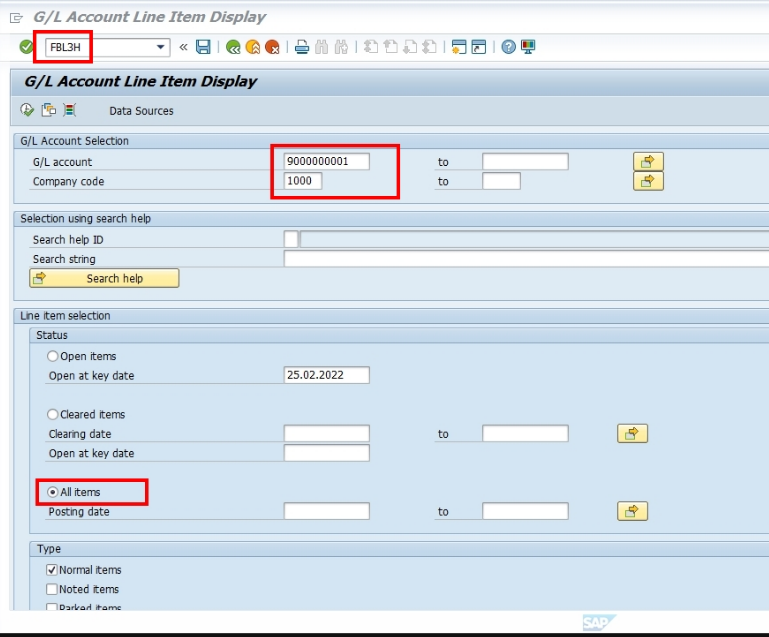 G/L Account Line Item Display
FBL3H
G/L Account Line Item Display
Data Sources
G/L Account Selection
G/L account 9000000001 to
Company code 1000 to
Selection using search help
Search help ID
Search string
Search help
Line item selection
Status
Open items
Open at key date 25.02.2022
Cleared items
Clearing date to
Open at key date
All items
Posting date to
Type
Normal items
Noted items
Parked items
SAP